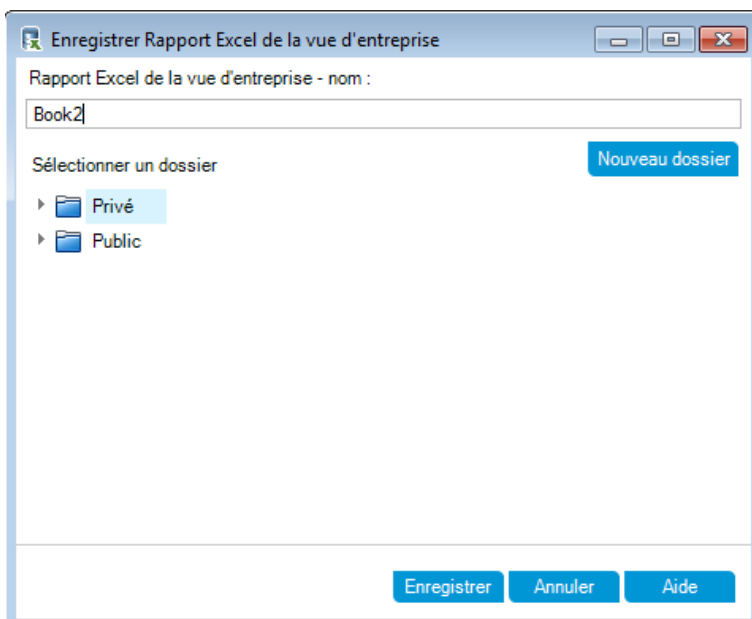 Enregistrer Rapport Excel de la vue d'entreprise
Rapport Excel de la vue d'entreprise - nom :
Book2
Nouveau dossier
Sélectionner un dossier
Privé
Public
Enregistrer Annuler Aide